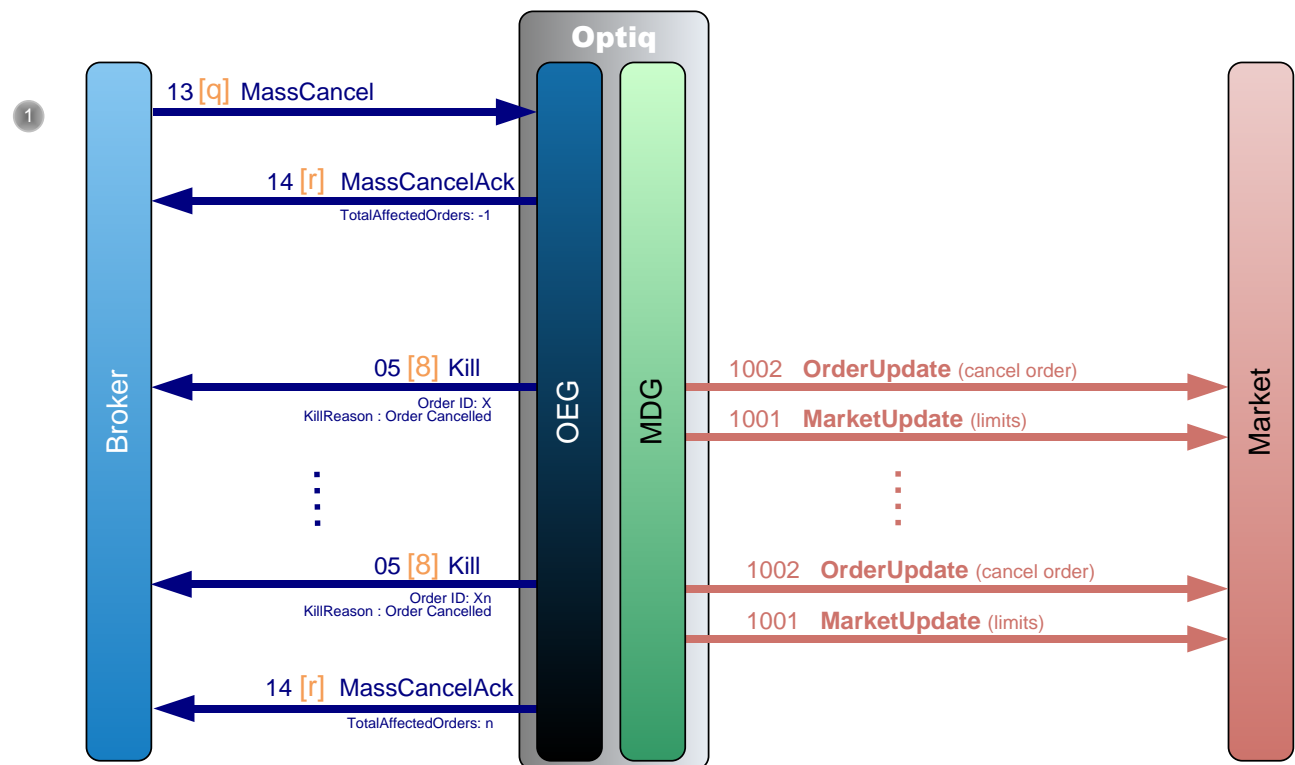 Optiq
1
13 [q] MassCancel
14 [r] MassCancelAck
TotalAffectedOrders: -1
05 [8] Kill
Order ID: X
KillReason : Order Cancelled
1002 OrderUpdate (cancel order)
1001 MarketUpdate (limits)
Broker
OEG
MDG
Market
05 [8] Kill
Order ID: Xn
KillReason : Order Cancelled
1002 OrderUpdate (cancel order)
1001 MarketUpdate (limits)
14 [r] MassCancelAck
TotalAffectedOrders: n